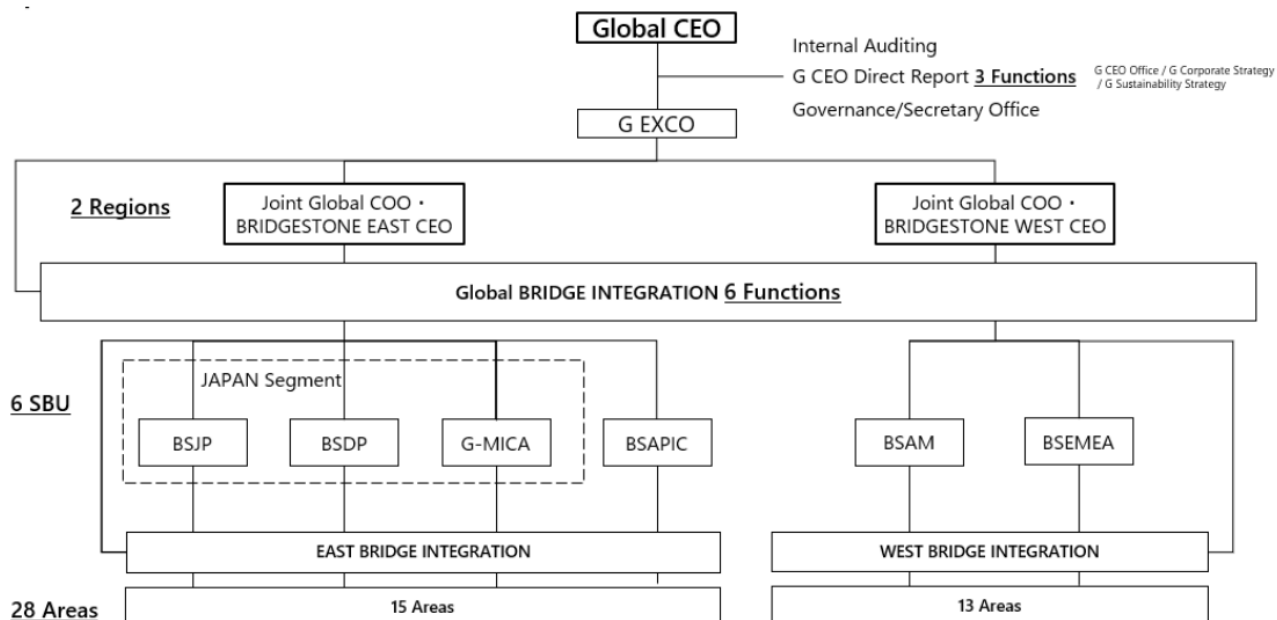 Global CEO
Internal Auditing
G CEO Direct Report 3 Functions
G CEO Office / G Corporate Strategy
/ G Sustainability Strategy
Governance/Secretary Office
G EXCO
2 Regions
Joint Global COO・
BRIDGESTONE EAST CEO
Joint Global COO・
BRIDGESTONE WEST CEO
Global BRIDGE INTEGRATION 6 Functions
JAPAN Segment
6 SBU
BSJP
BSDP
G-MICA
BSAPIC
BSAM
BSEMEA
EAST BRIDGE INTEGRATION
WEST BRIDGE INTEGRATION
28 Areas
15 Areas
13 Areas